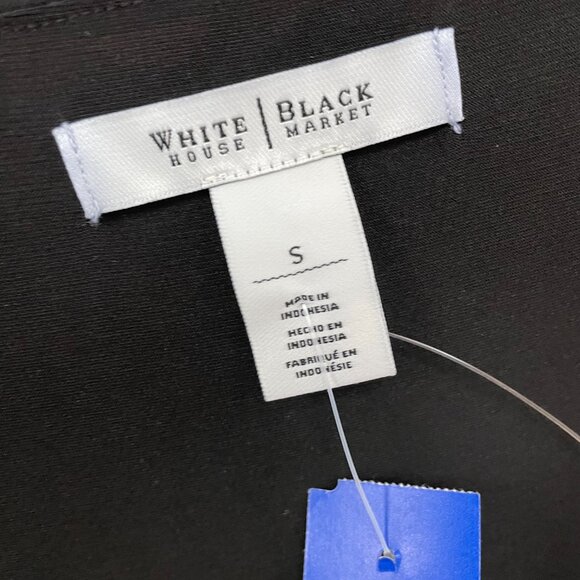 WHITE | BLACK
HOUSE | MARKET
S
MADE IN
INDONESIA
HECHO EN
INDONESIA
FABRIQUÉ EN
INDONÉSIE